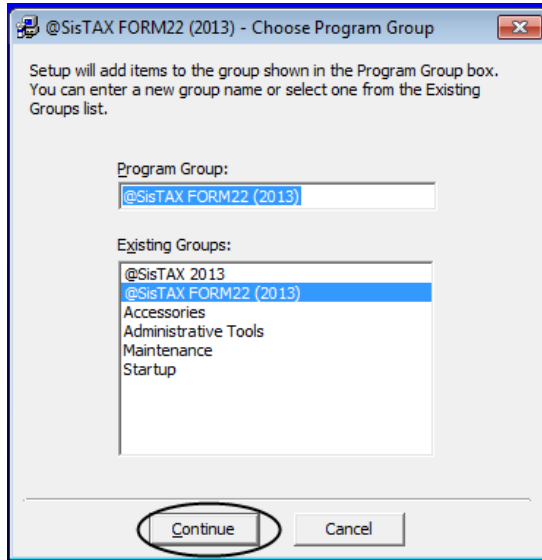 @SisTAX FORM22 (2013) - Choose Program Group
Setup will add items to the group shown in the Program Group box.
You can enter a new group name or select one from the Existing
Groups list.
Program Group:
@SisTAX FORM22 (2013)
Existing Groups:
@SisTAX 2013
@SisTAX FORM22 (2013)
Accessories
Administrative Tools
Maintenance
Startup
Continue Cancel